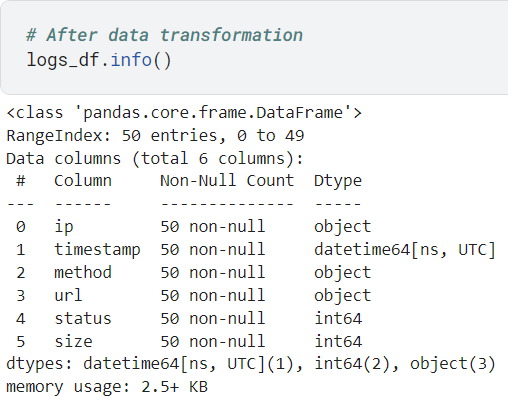 # After data transformation
logs_df.info()
<class 'pandas.core.frame.DataFrame'>
RangeIndex: 50 entries, 0 to 49
Data columns (total 6 columns):
 #   Column     Non-Null Count  Dtype
---  ------     --------------  -----
 0   ip         50 non-null     object
 1   timestamp  50 non-null     datetime64[ns, UTC]
 2   method     50 non-null     object
 3   url        50 non-null     object
 4   status     50 non-null     int64
 5   size       50 non-null     int64
dtypes: datetime64[ns, UTC](1), int64(2), object(3)
memory usage: 2.5+ KB